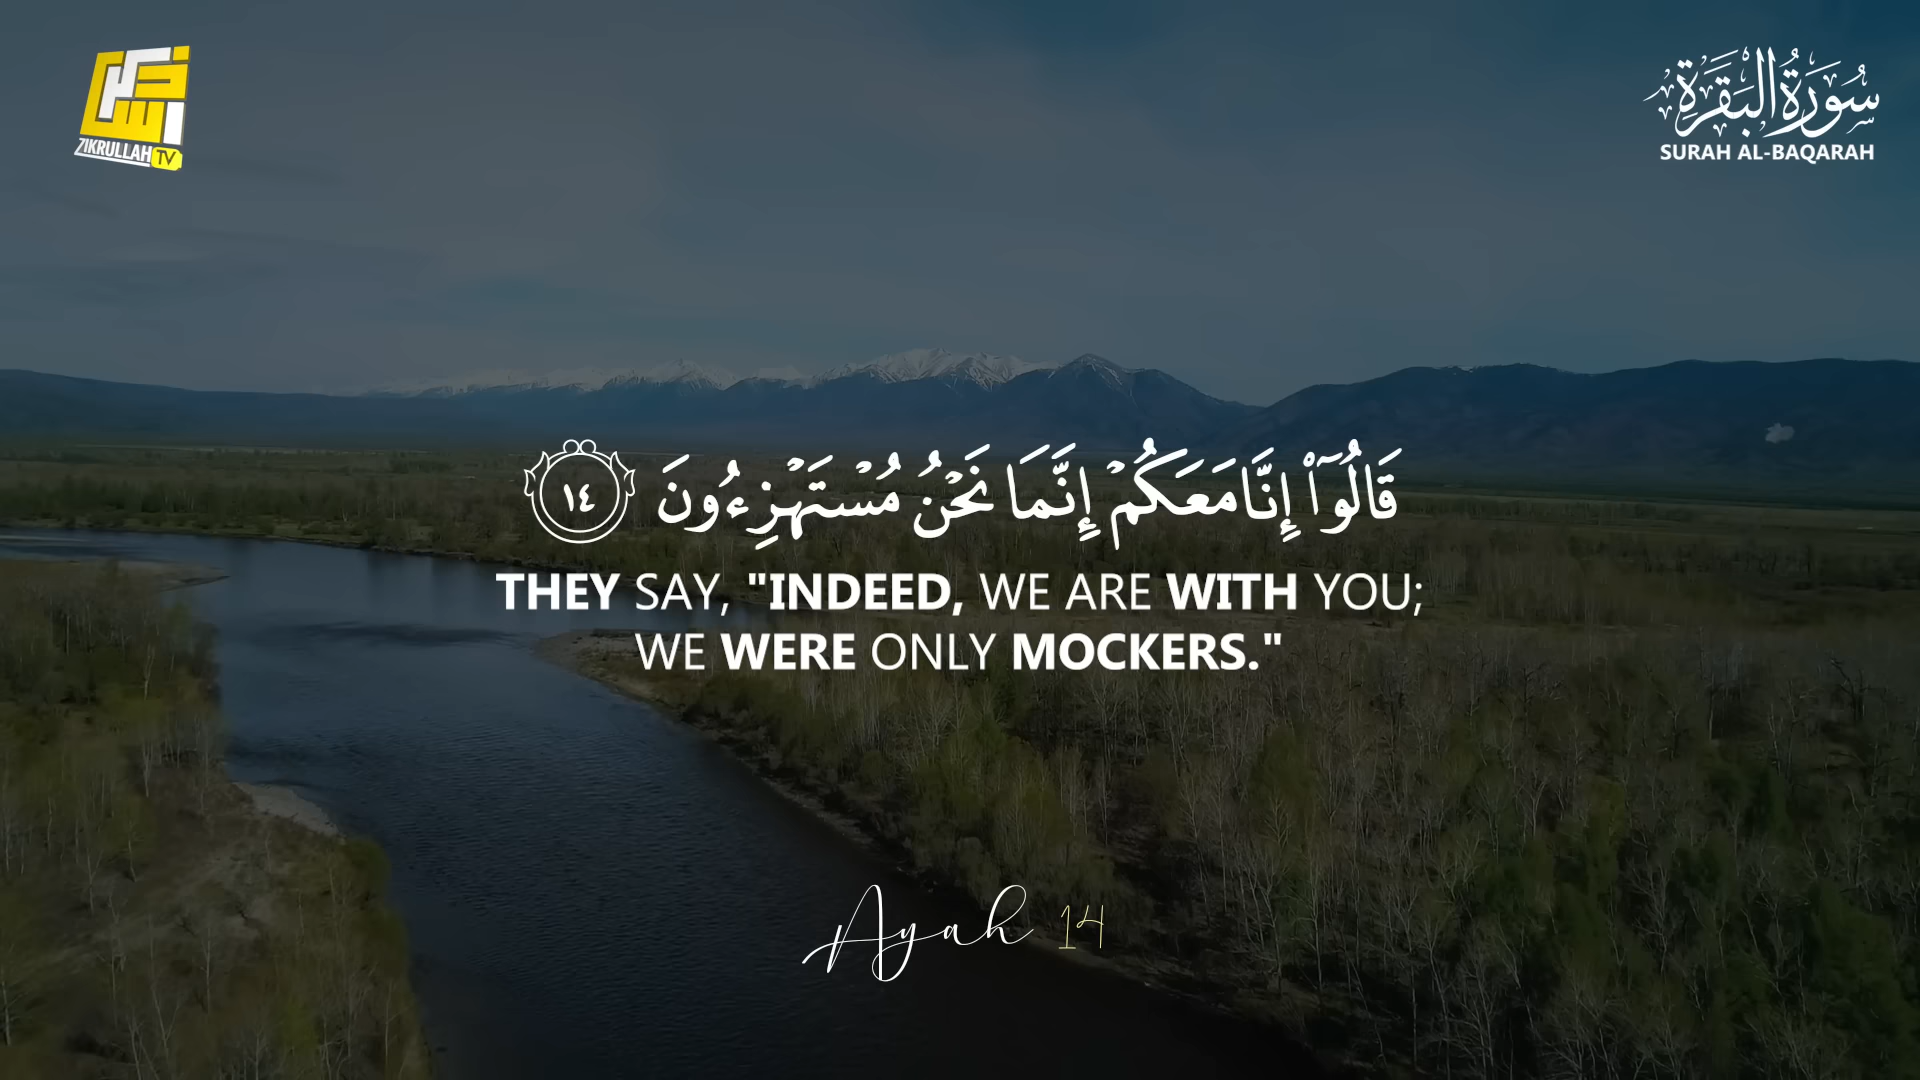 ZIKRULLAH TV
سُورَةُ البَقَرَةِ
SURAH AL-BAQARAH
قَالُوٓا۟ إِنَّا مَعَكُمْ إِنَّمَا نَحْنُ مُسْتَهْزِءُونَ ١٤
THEY SAY, "INDEED, WE ARE WITH YOU;
WE WERE ONLY MOCKERS."
Ayah 14